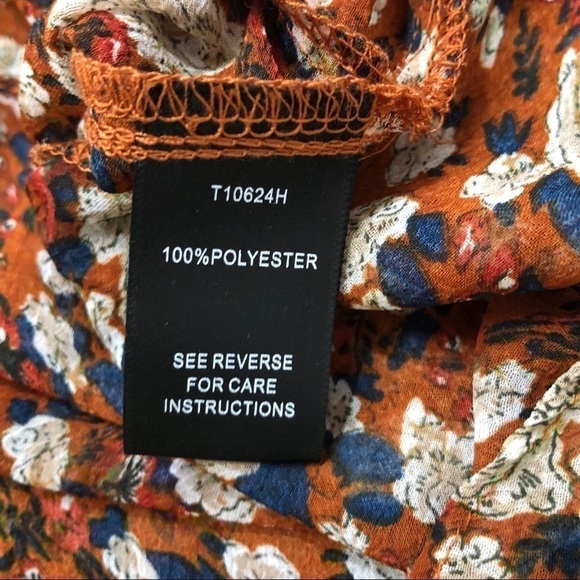 T10624H
100%POLYESTER
SEE REVERSE
FOR CARE
INSTRUCTIONS